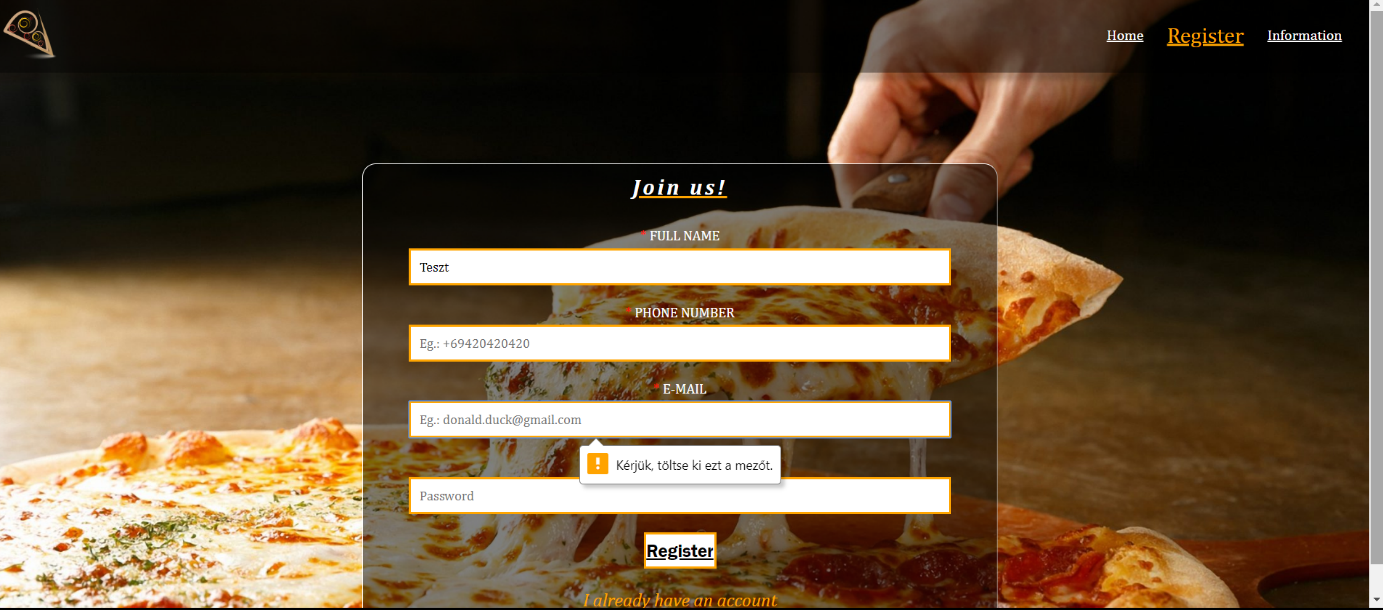 Home Register Information
Join us!
* FULL NAME
Teszt
* PHONE NUMBER
Eg.: +69420420420
* E-MAIL
Eg.: donald.duck@gmail.com
Kérjük, töltse ki ezt a mezőt.
Password
Register
I already have an account